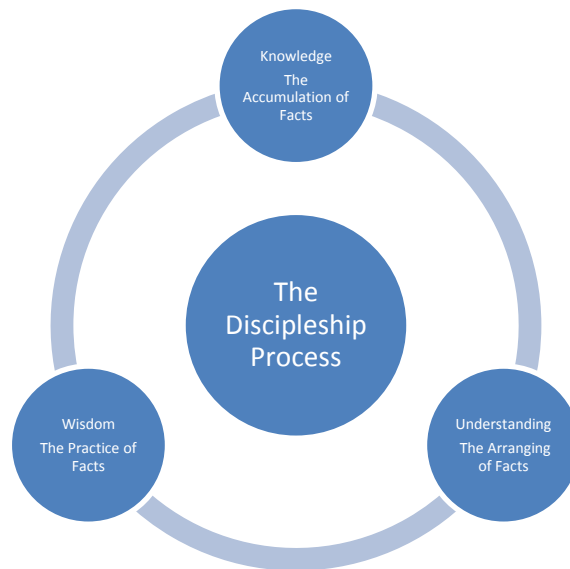 Knowledge
The
Accumulation of
Facts
The
Discipleship
Process
Wisdom
The Practice of
Facts
Understanding
The Arranging
of Facts